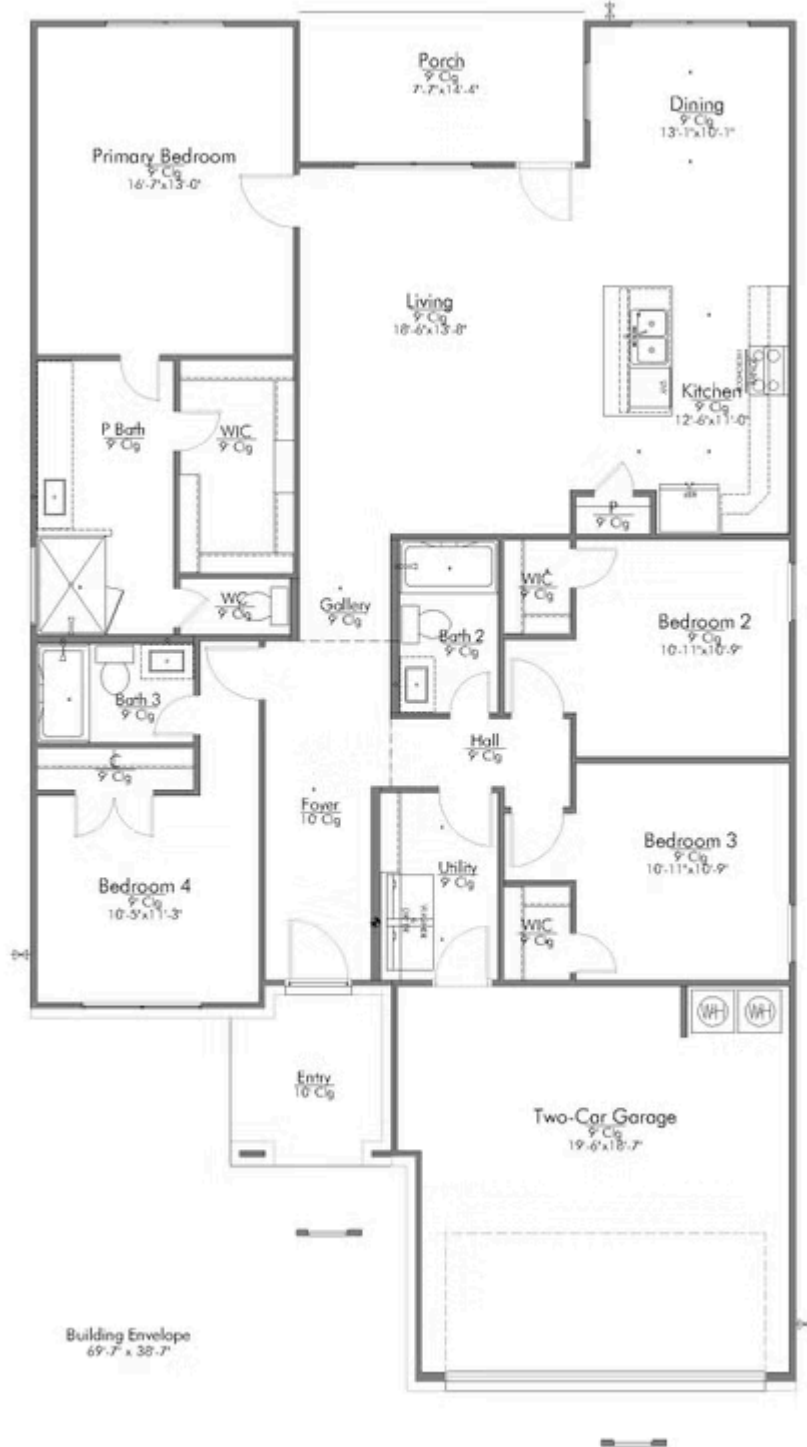 Porch
9' Clg
7'-7"x14'-4"
Dining
9' Clg
13'-1"x10'-1"
Primary Bedroom
9' Clg
16'-7"x13'-0"
Living
9' Clg
18'-6"x13'-8"
Kitchen
9' Clg
12'-6"x11'-0"
P Bath
9' Clg
WIC
9' Clg
P
9' Clg
WC
9' Clg
Gallery
9' Clg
Bath 2
9' Clg
WIC
9' Clg
Bedroom 2
9' Clg
10'-11"x10'-9"
Bath 3
9' Clg
C
9' Clg
Hall
9' Clg
Foyer
10' Clg
Utility
9' Clg
Bedroom 3
9' Clg
10'-11"x10'-9"
Bedroom 4
9' Clg
10'-5"x11'-3"
WIC
9' Clg
WH
WH
Entry
10' Clg
Two-Car Garage
9' Clg
19'-6"x18'-7"
Building Envelope
69'-7" x 38'-7"